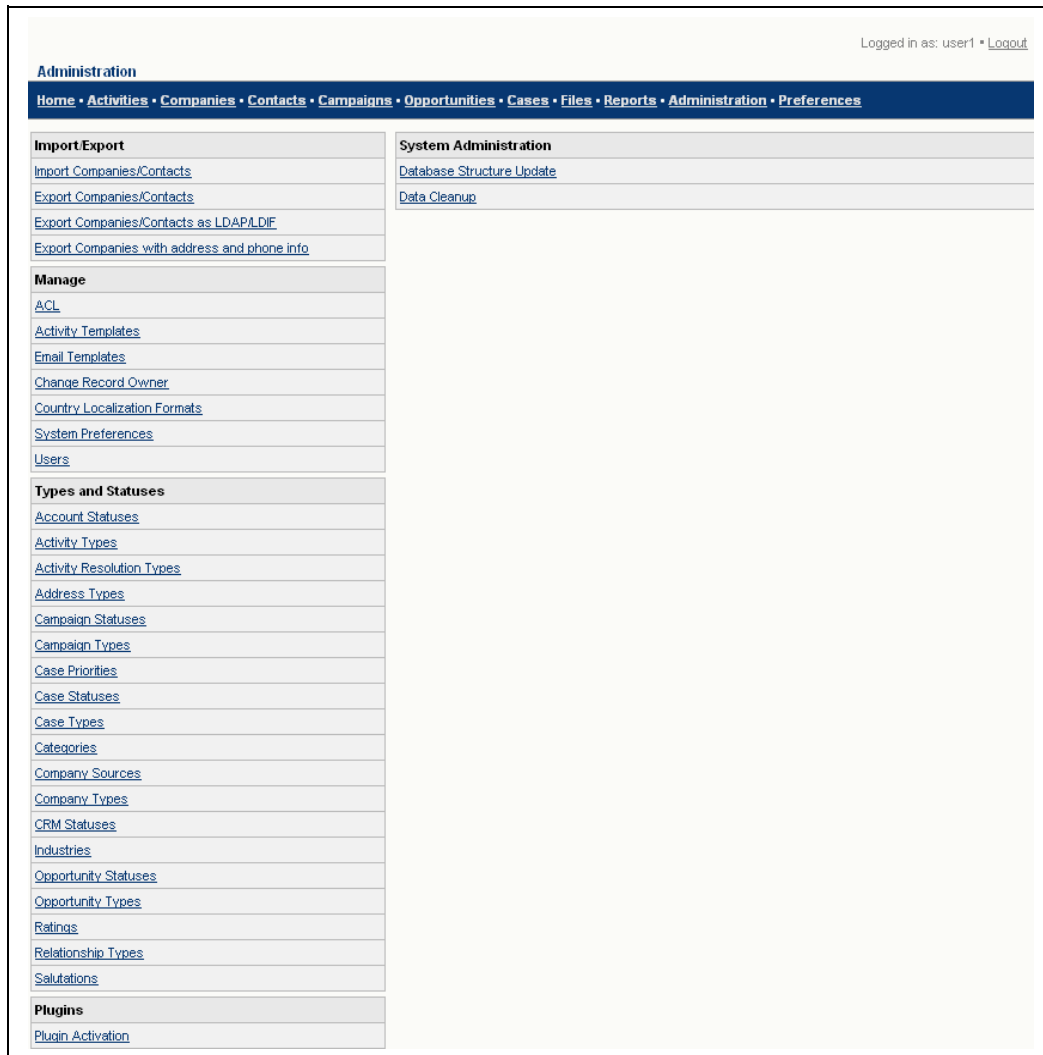 Logged in as: user1 • Logout
Administration
Home • Activities • Companies • Contacts • Campaigns • Opportunities • Cases • Files • Reports • Administration • Preferences
Import/Export
Import Companies/Contacts
Export Companies/Contacts
Export Companies/Contacts as LDAP/LDIF
Export Companies with address and phone info
Manage
ACL
Activity Templates
Email Templates
Change Record Owner
Country Localization Formats
System Preferences
Users
Types and Statuses
Account Statuses
Activity Types
Activity Resolution Types
Address Types
Campaign Statuses
Campaign Types
Case Priorities
Case Statuses
Case Types
Categories
Company Sources
Company Types
CRM Statuses
Industries
Opportunity Statuses
Opportunity Types
Ratings
Relationship Types
Salutations
Plugins
Plugin Activation
System Administration
Database Structure Update
Data Cleanup